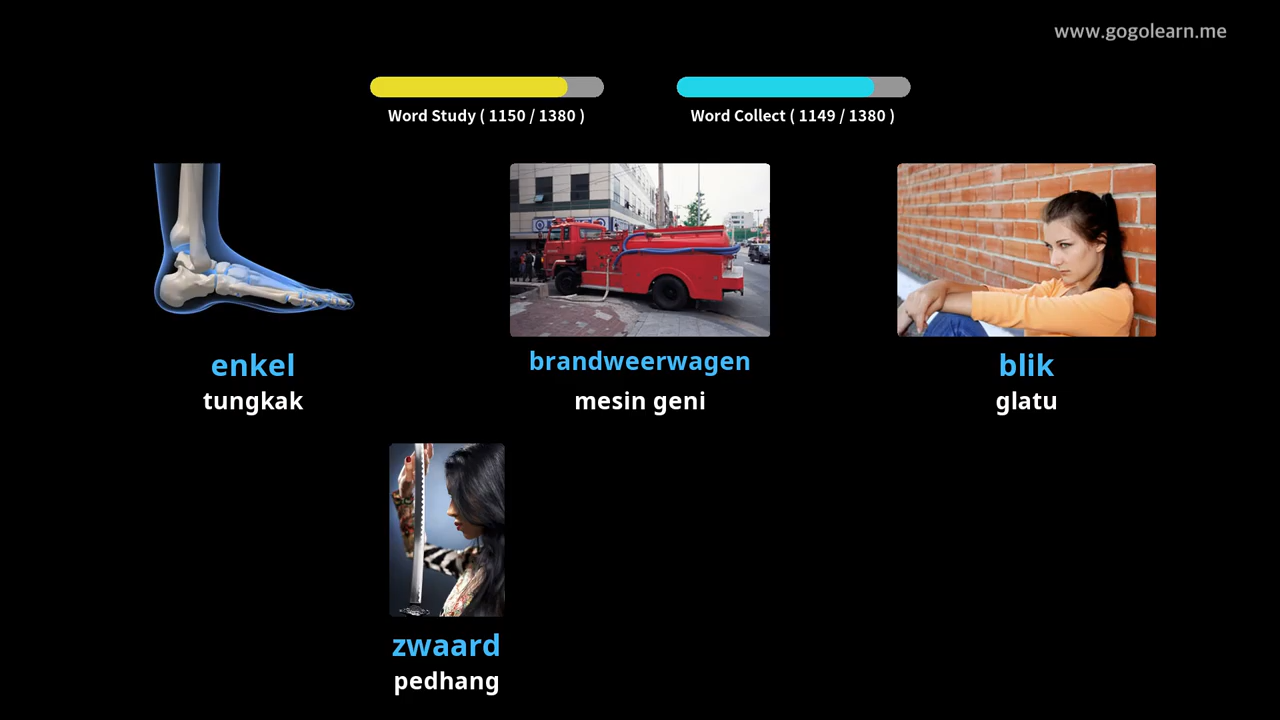 www.gogolearn.me
Word Study ( 1150 / 1380 )
Word Collect ( 1149 / 1380 )
enkel
tungkak
brandweerwagen
mesin geni
blik
glatu
zwaard
pedhang